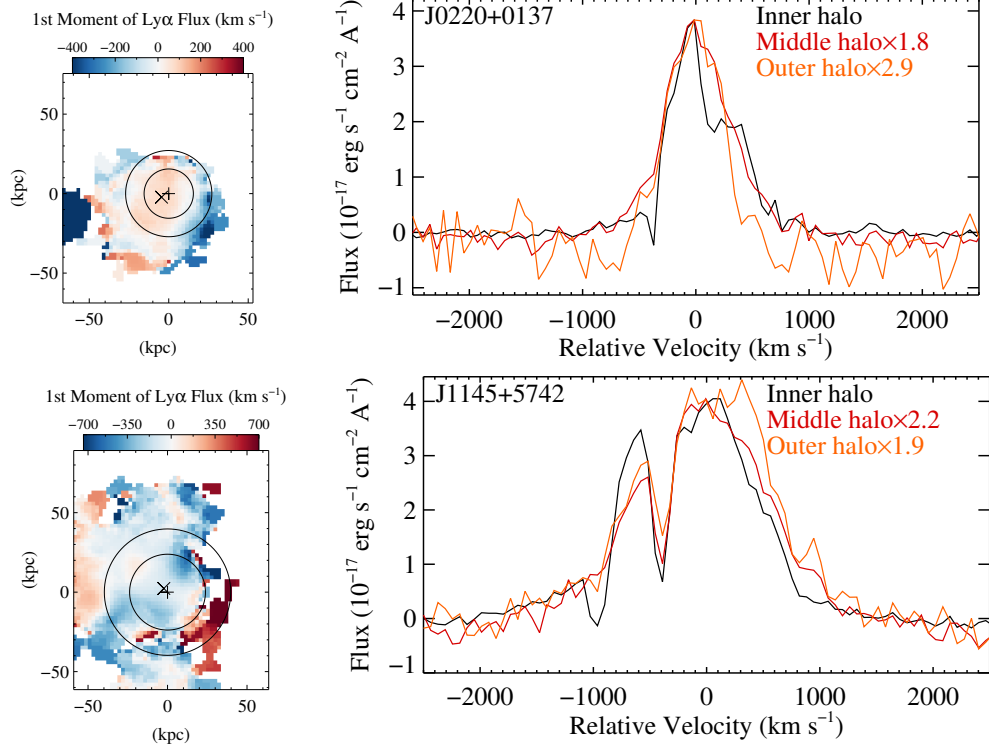 1st Moment of Lyα Flux (km s⁻¹)
−400 −200 0 200 400
50
0
−50
(kpc)
−50 0 50
(kpc)
J0220+0137
Inner halo
Middle halo×1.8
Outer halo×2.9
4
3
2
1
0
−1
Flux (10⁻¹⁷ erg s⁻¹ cm⁻² A⁻¹)
−2000 −1000 0 1000 2000
Relative Velocity (km s⁻¹)
1st Moment of Lyα Flux (km s⁻¹)
−700 −350 0 350 700
50
0
−50
(kpc)
−50 0 50
(kpc)
J1145+5742
Inner halo
Middle halo×2.2
Outer halo×1.9
4
3
2
1
0
−1
Flux (10⁻¹⁷ erg s⁻¹ cm⁻² A⁻¹)
−2000 −1000 0 1000 2000
Relative Velocity (km s⁻¹)